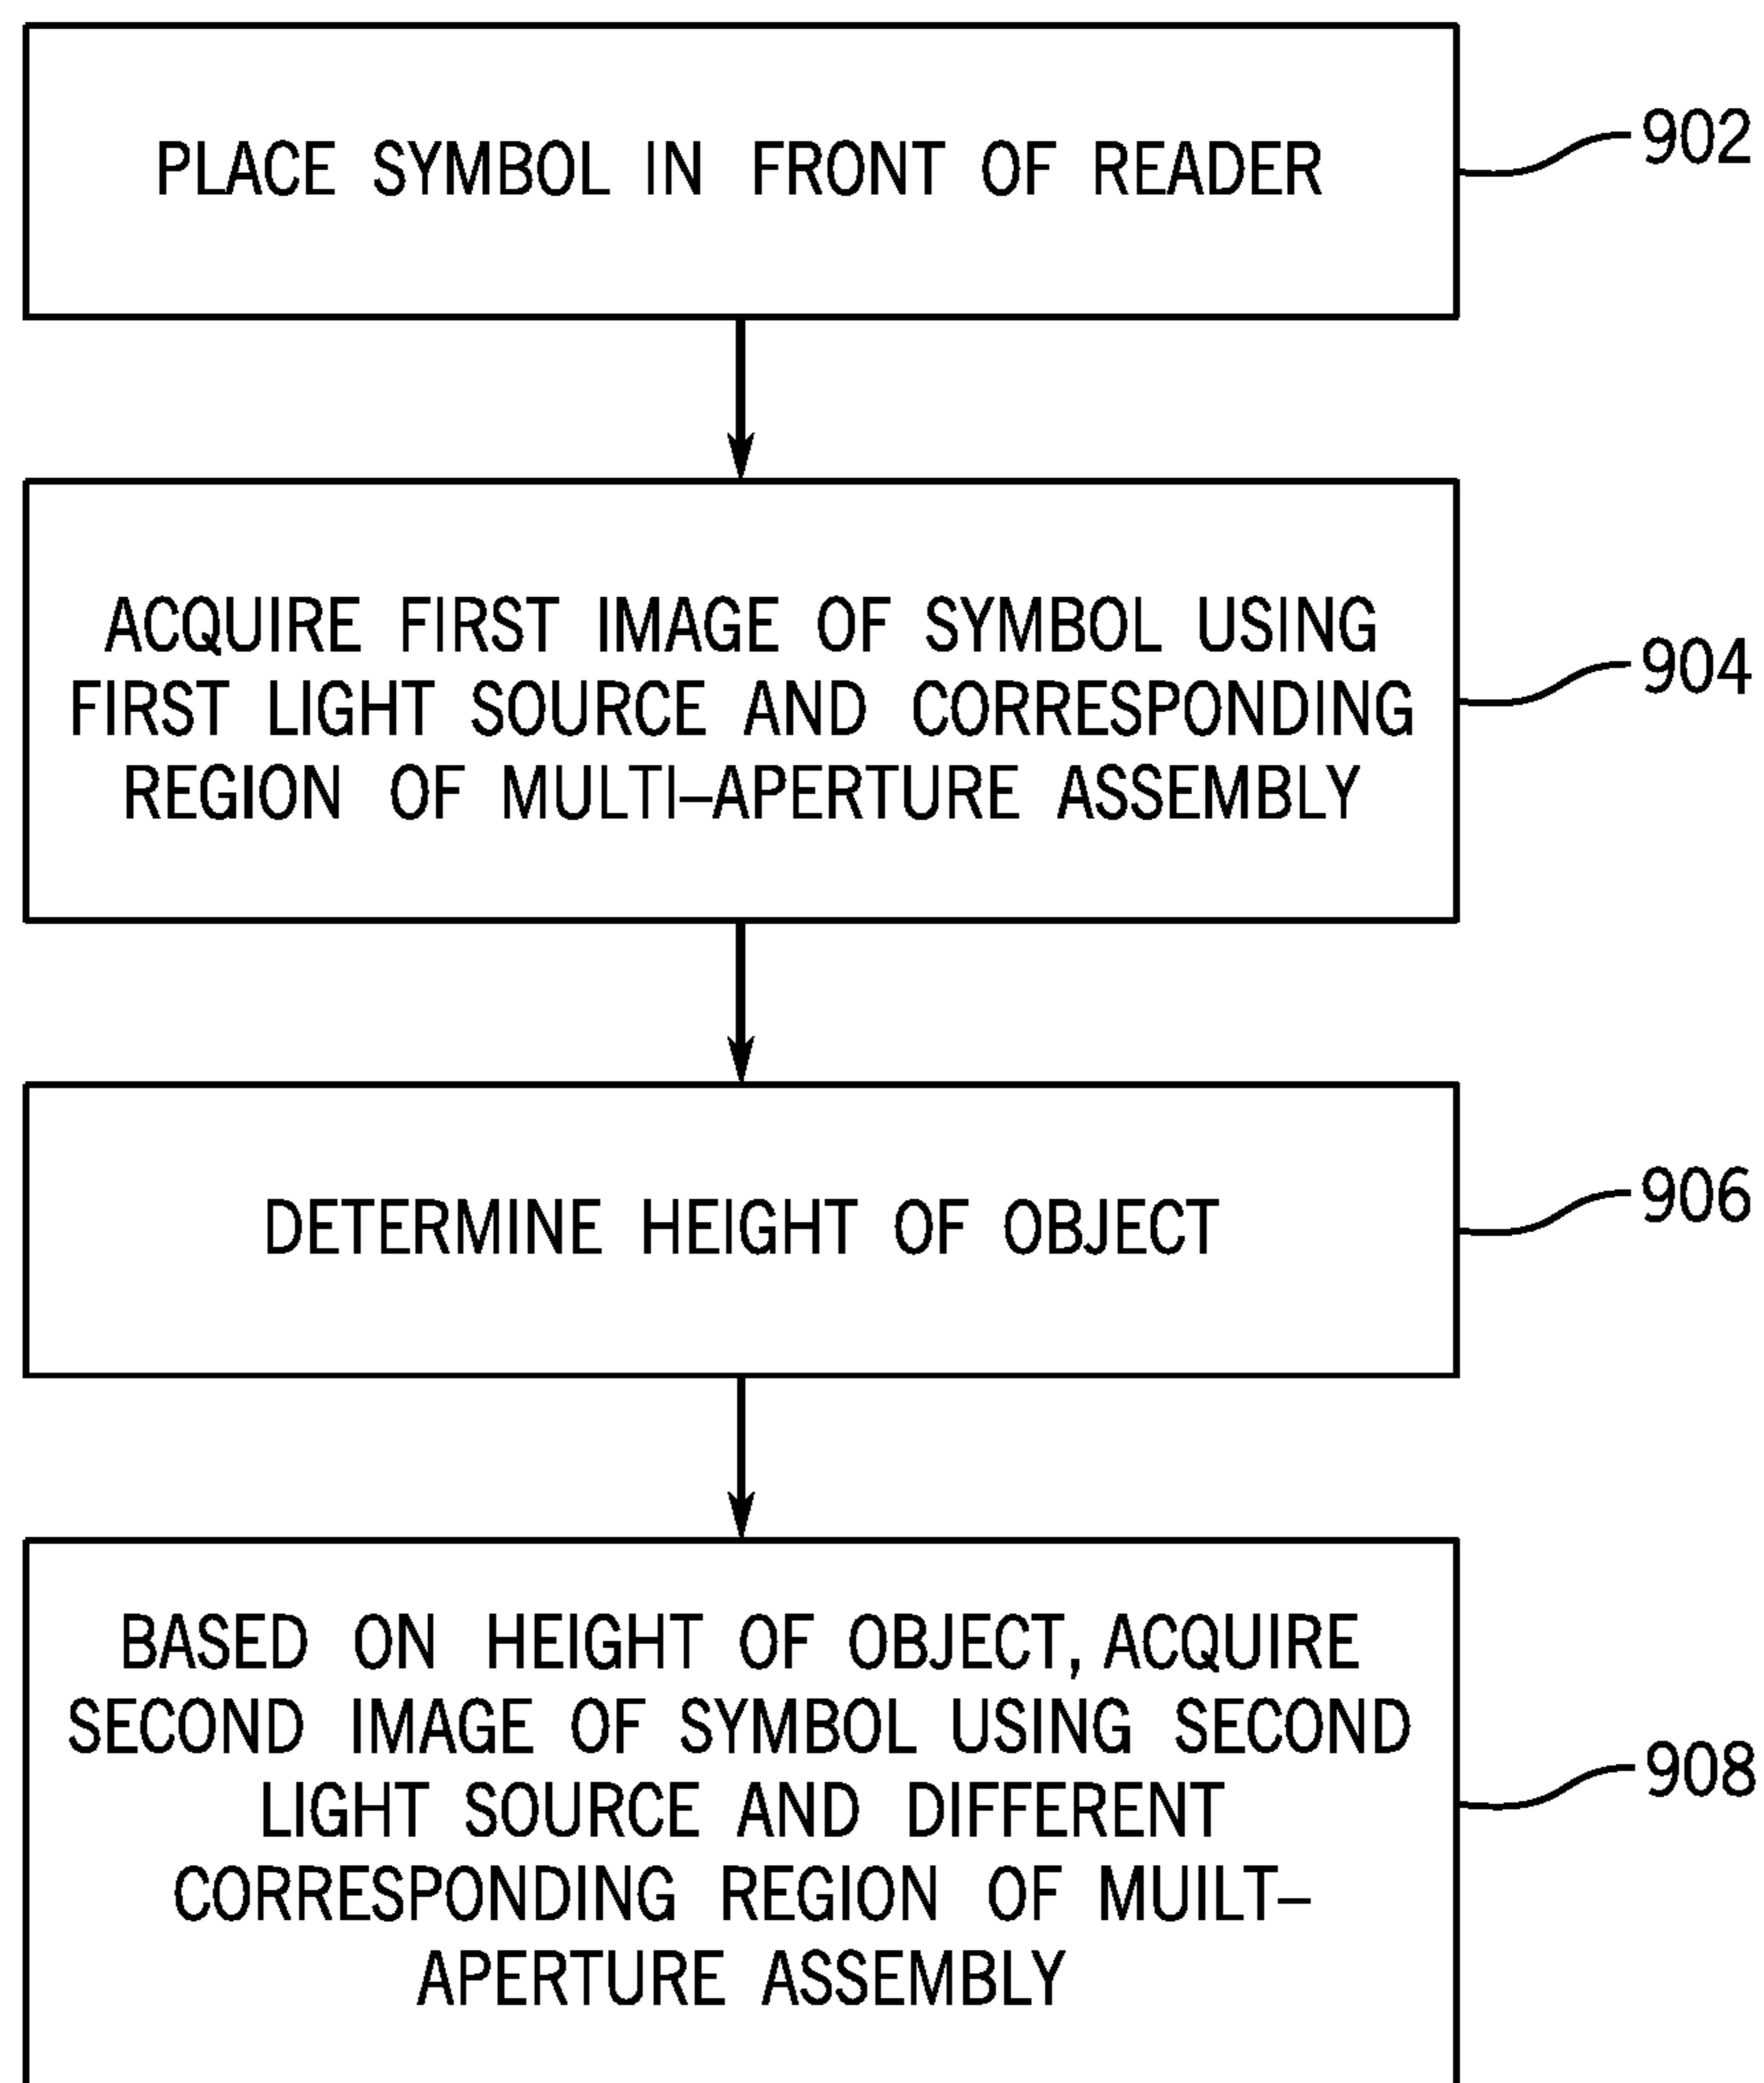 PLACE SYMBOL IN FRONT OF READER
902
ACQUIRE FIRST IMAGE OF SYMBOL USING
FIRST LIGHT SOURCE AND CORRESPONDING
REGION OF MULTI–APERTURE ASSEMBLY
904
DETERMINE HEIGHT OF OBJECT
906
BASED ON HEIGHT OF OBJECT, ACQUIRE
SECOND IMAGE OF SYMBOL USING SECOND
LIGHT SOURCE AND DIFFERENT
CORRESPONDING REGION OF MUILT–
APERTURE ASSEMBLY
908